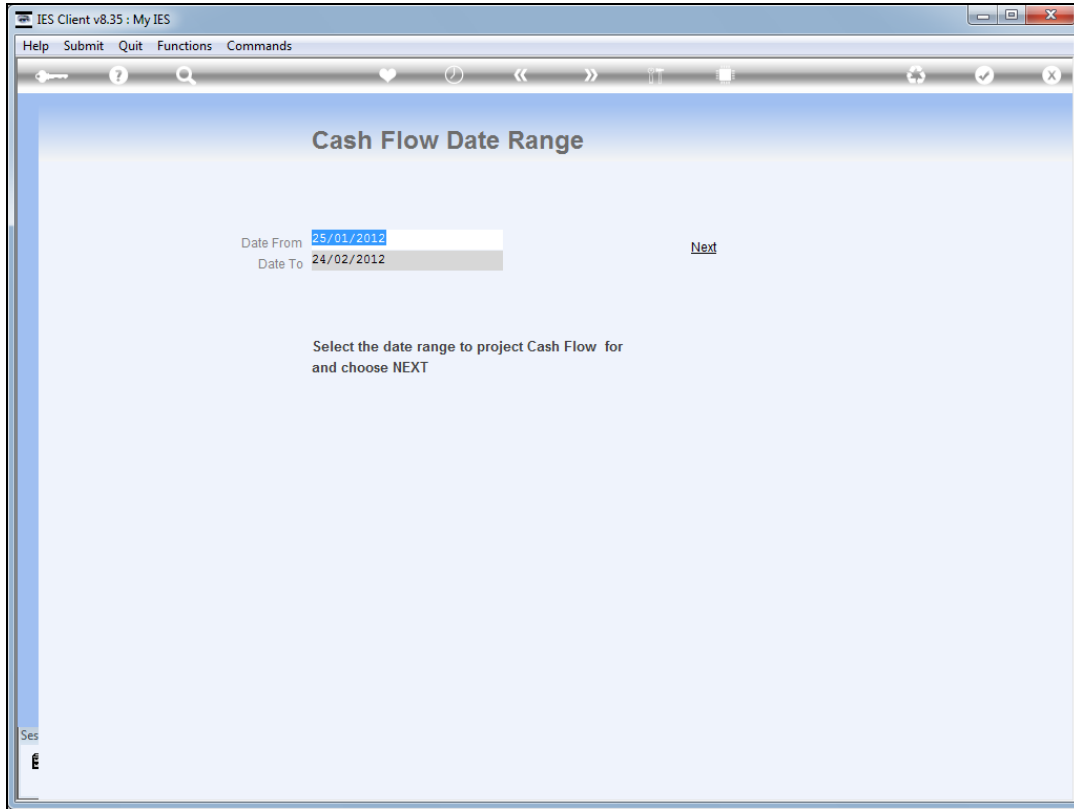 IES Client v8.35 : My IES
Help Submit Quit Functions Commands
Cash Flow Date Range
Date From 25/01/2012
Next
Date To 24/02/2012
Select the date range to project Cash Flow for
and choose NEXT
Ses